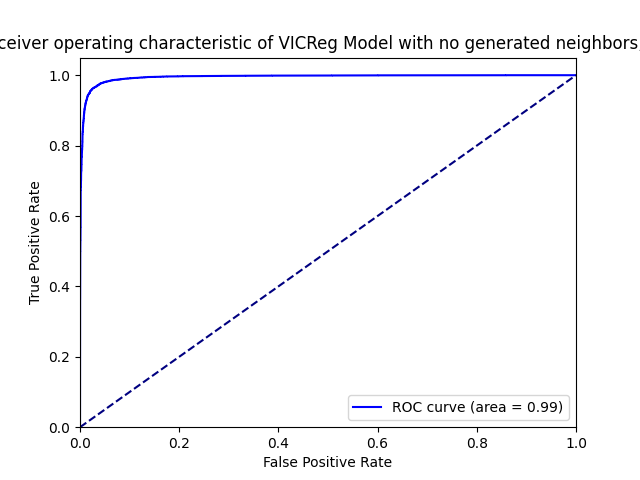 ceiver operating characteristic of VICReg Model with no generated neighbors,
1.0
0.8
0.6
0.4
0.2
0.0
True Positive Rate
ROC curve (area = 0.99)
0.0 0.2 0.4 0.6 0.8 1.0
False Positive Rate